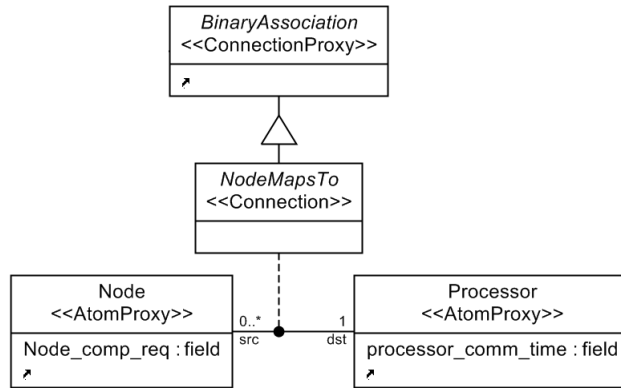 BinaryAssociation
<<ConnectionProxy>>
NodeMapsTo
<<Connection>>
Node
<<AtomProxy>>
Node_comp_req : field
0..*
src
1
dst
Processor
<<AtomProxy>>
processor_comm_time : field